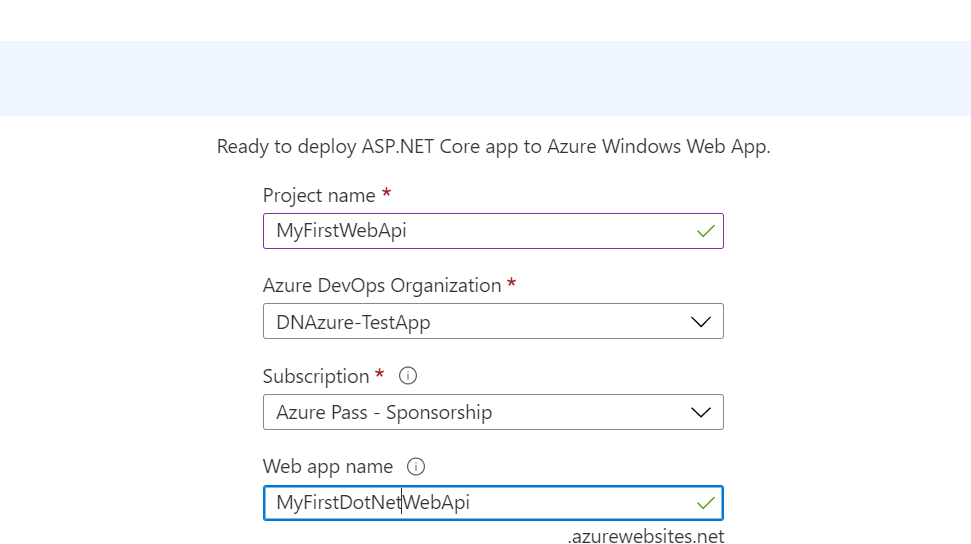 Ready to deploy ASP.NET Core app to Azure Windows Web App.
Project name *
MyFirstWebApi
Azure DevOps Organization *
DNAzure-TestApp
Subscription *
Azure Pass - Sponsorship
Web app name
MyFirstDotNetWebApi
.azurewebsites.net